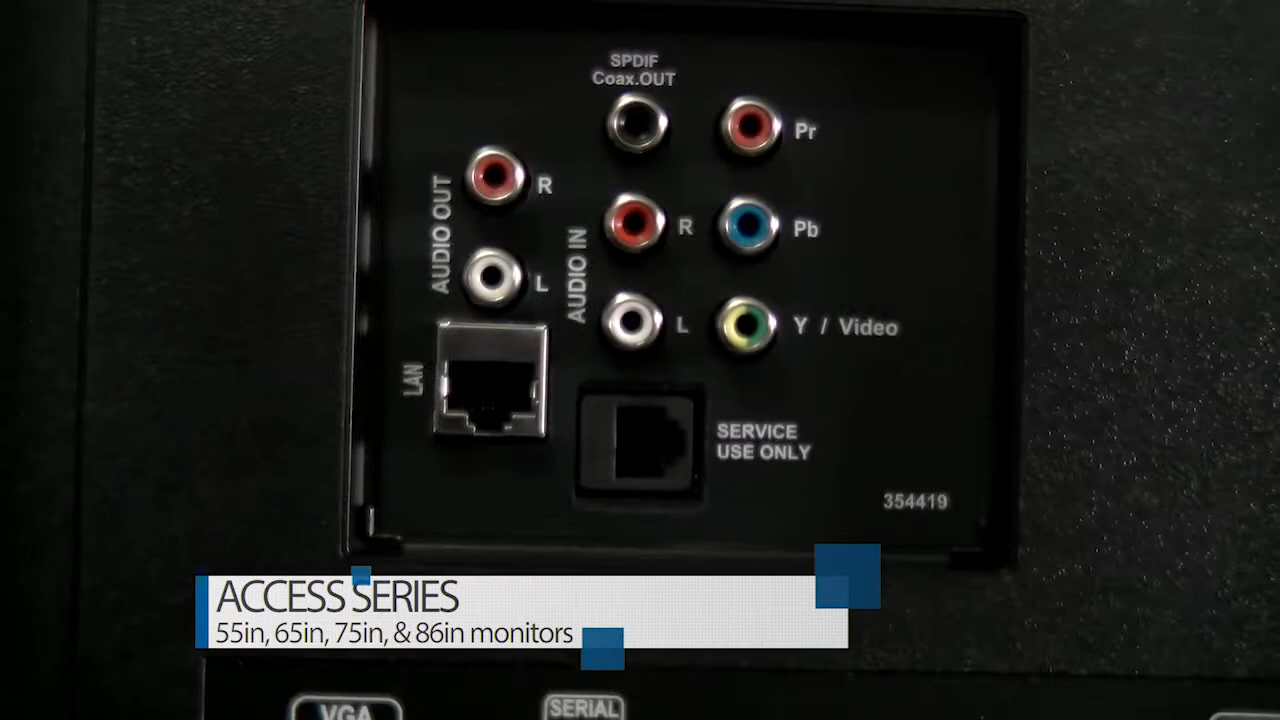 SPDIF
Coax.OUT
Pr
AUDIO OUT
R
AUDIO IN
R
Pb
L
L
Y / Video
LAN
SERVICE
USE ONLY
354419
ACCESS SERIES
55in, 65in, 75in, & 86in monitors
VGA
SERIAL